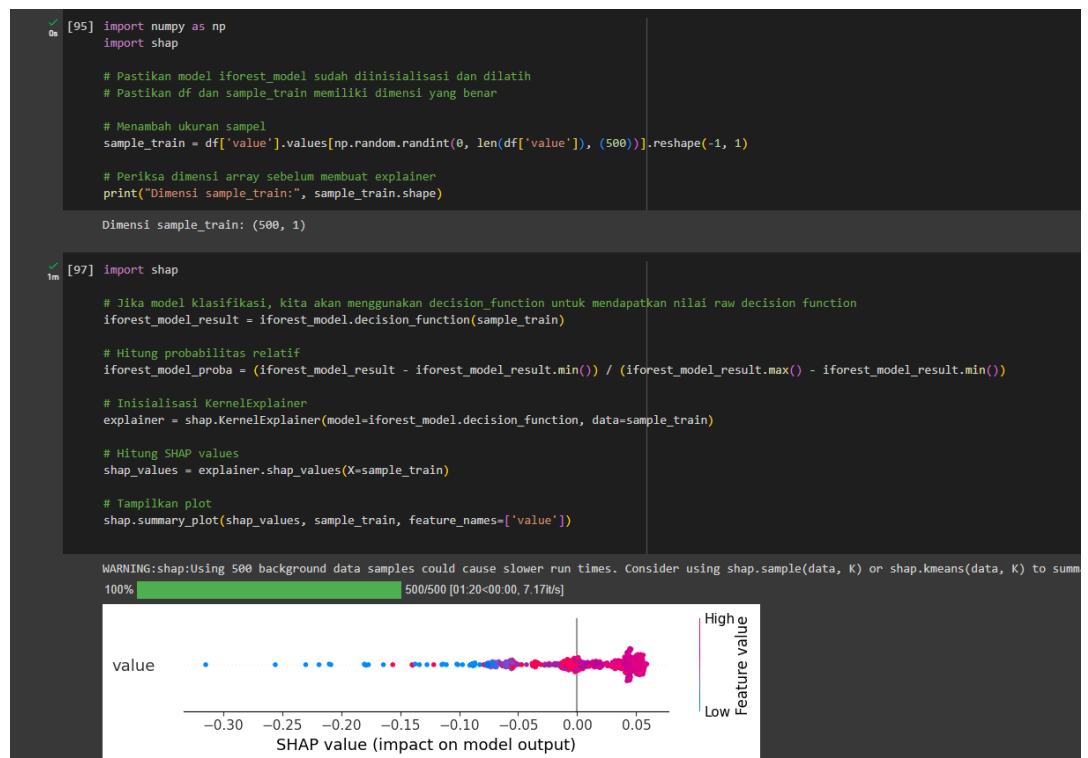 [95] import numpy as np
import shap
0s
# Pastikan model iforest_model sudah diinisialisasi dan dilatih
# Pastikan df dan sample_train memiliki dimensi yang benar
# Menambah ukuran sampel
sample_train = df['value'].values[np.random.randint(0, len(df['value']), (500))].reshape(-1, 1)
# Periksa dimensi array sebelum membuat explainer
print("Dimensi sample_train:", sample_train.shape)
Dimensi sample_train: (500, 1)
[97] import shap
1m
# Jika model klasifikasi, kita akan menggunakan decision_function untuk mendapatkan nilai raw decision function
iforest_model_result = iforest_model.decision_function(sample_train)
# Hitung probabilitas relatif
iforest_model_proba = (iforest_model_result - iforest_model_result.min()) / (iforest_model_result.max() - iforest_model_result.min())
# Inisialisasi KernelExplainer
explainer = shap.KernelExplainer(model=iforest_model.decision_function, data=sample_train)
# Hitung SHAP values
shap_values = explainer.shap_values(X=sample_train)
# Tampilkan plot
shap.summary_plot(shap_values, sample_train, feature_names=['value'])
WARNING:shap:Using 500 background data samples could cause slower run times. Consider using shap.sample(data, K) or shap.kmeans(data, K) to
100% 500/500 [01:20<00:00, 7.17it/s]
High
value
Feature value
Low
−0.30 −0.25 −0.20 −0.15 −0.10 −0.05 0.00 0.05
SHAP value (impact on model output)